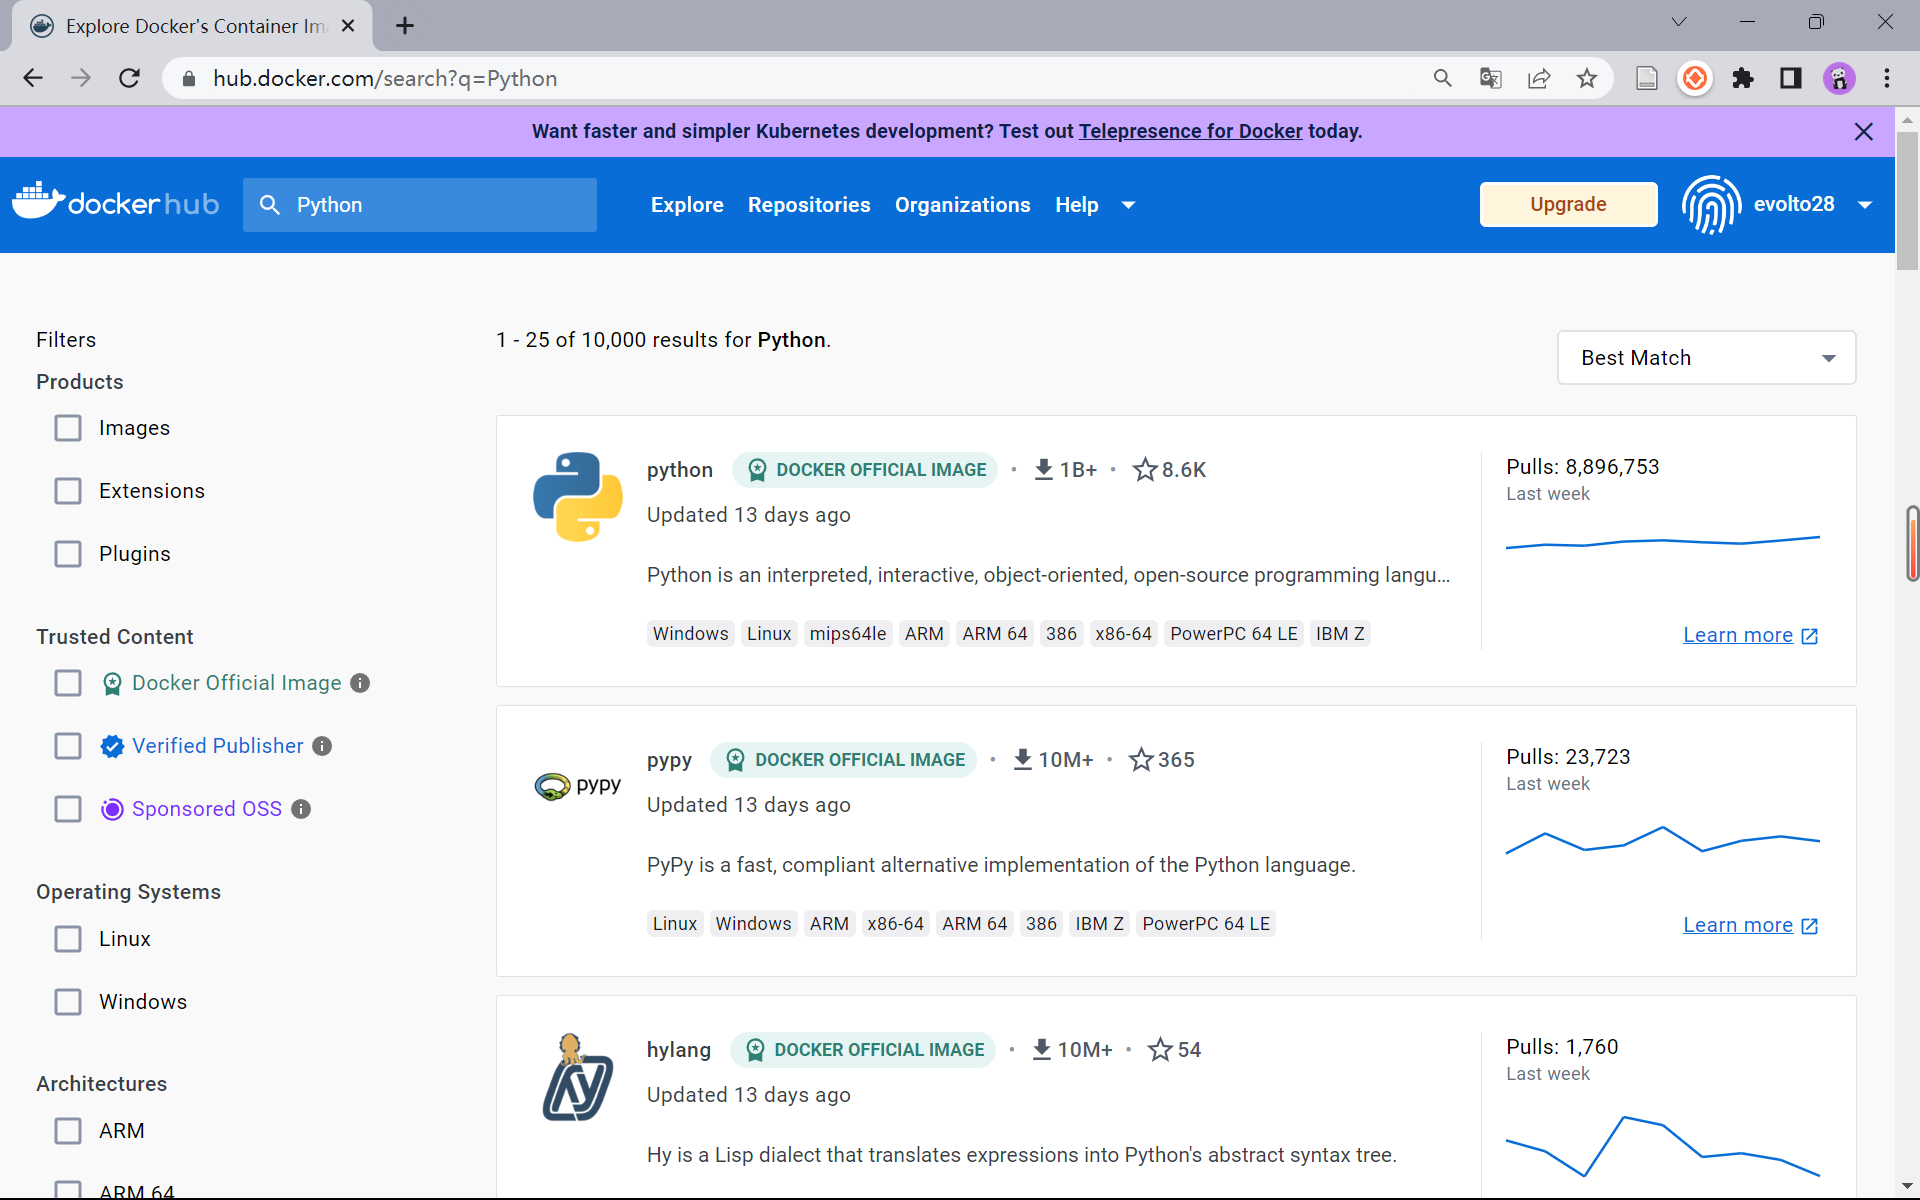 Explore Docker's Container Im
hub.docker.com/search?q=Python
Want faster and simpler Kubernetes development? Test out Telepresence for Docker today.
dockerhub
Python
Explore
Repositories
Organizations
Help
Upgrade
evolto28
Filters
Products
Images
Extensions
Plugins
Trusted Content
Docker Official Image
Verified Publisher
Sponsored OSS
Operating Systems
Linux
Windows
Architectures
ARM
ARM 64
1 - 25 of 10,000 results for Python.
Best Match
python DOCKER OFFICIAL IMAGE • 1B+ • 8.6K
Updated 13 days ago
Python is an interpreted, interactive, object-oriented, open-source programming langu...
Windows Linux mips64le ARM ARM 64 386 x86-64 PowerPC 64 LE IBM Z
Pulls: 8,896,753
Last week
Learn more
pypy
pypy DOCKER OFFICIAL IMAGE • 10M+ • 365
Updated 13 days ago
PyPy is a fast, compliant alternative implementation of the Python language.
Linux Windows ARM x86-64 ARM 64 386 IBM Z PowerPC 64 LE
Pulls: 23,723
Last week
Learn more
hylang DOCKER OFFICIAL IMAGE • 10M+ • 54
Updated 13 days ago
Hy is a Lisp dialect that translates expressions into Python's abstract syntax tree.
Pulls: 1,760
Last week